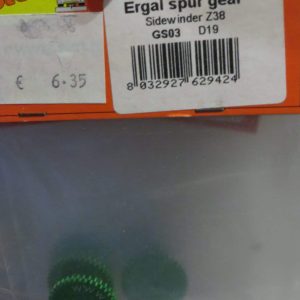 Ergal spur gear
Sidewinder Z38
GS03 D19
€ 6.35
8 032927 629424